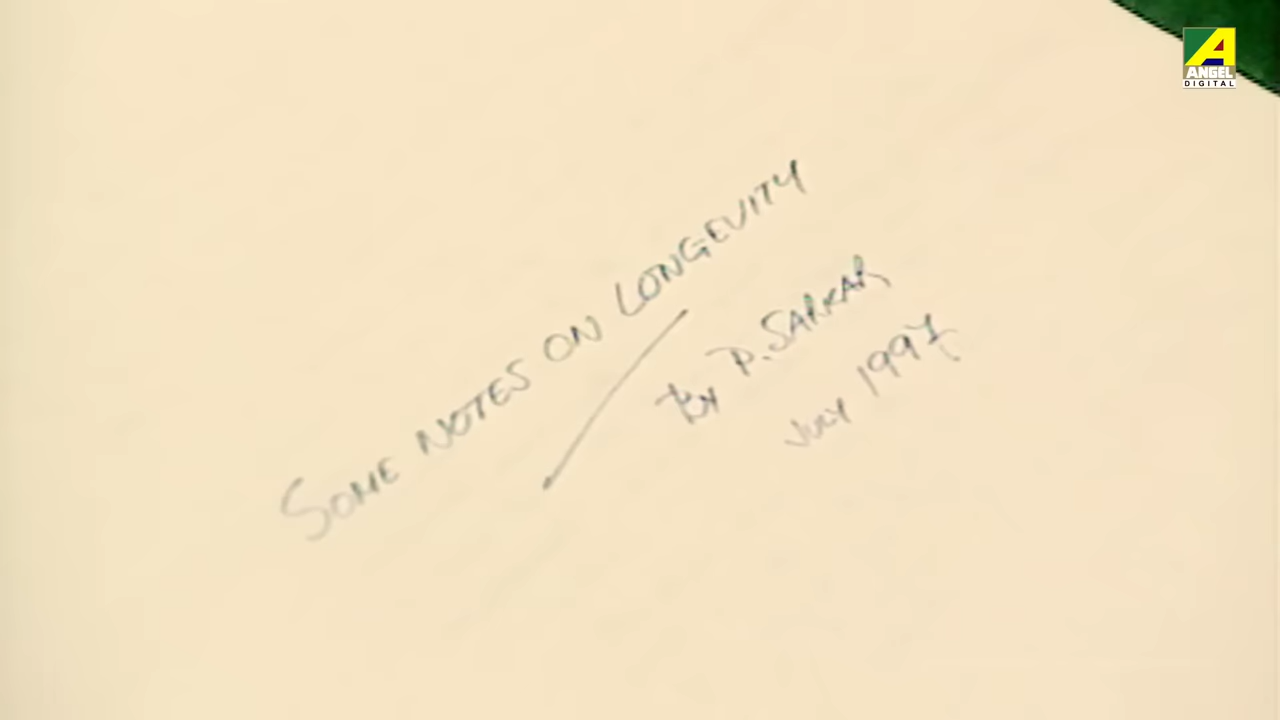 SOME NOTES ON LONGEVITY
By P. SARKAR
JULY 1997
A
ANGEL
DIGITAL